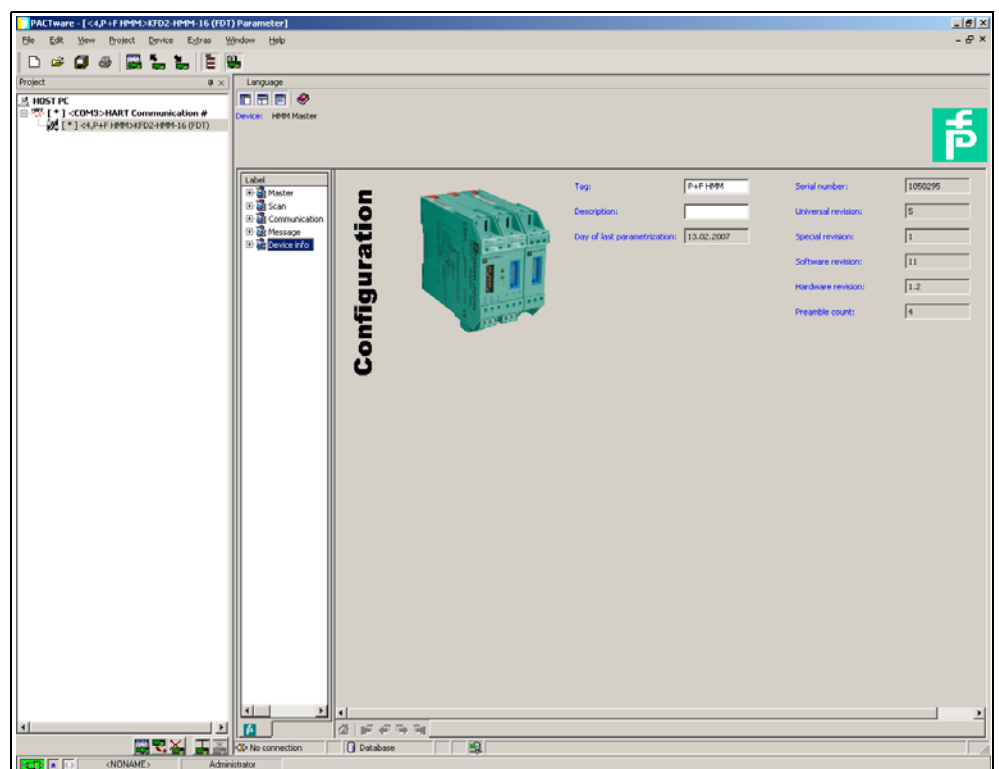 PACTware - [ <4,P+F HMM>KFD2-HMM-16 (FDT) Parameter]
File Edit View Project Device Extras Window Help
Project
HOST PC
[ * ] <COM3>HART Communication #
[ * ] <4,P+F HMM>KFD2-HMM-16 (FDT)
Language
Device: HMM Master
Label
Master
Scan
Communication
Message
Device info
Configuration
Tag: P+F HMM Serial number: 1050295
Description: Universal revision: 5
Day of last parametrization: 13.02.2007 Special revision: 1
Software revision: 11
Hardware revision: 1.2
Preamble count: 4
No connection Database
<NONAME> Administrator